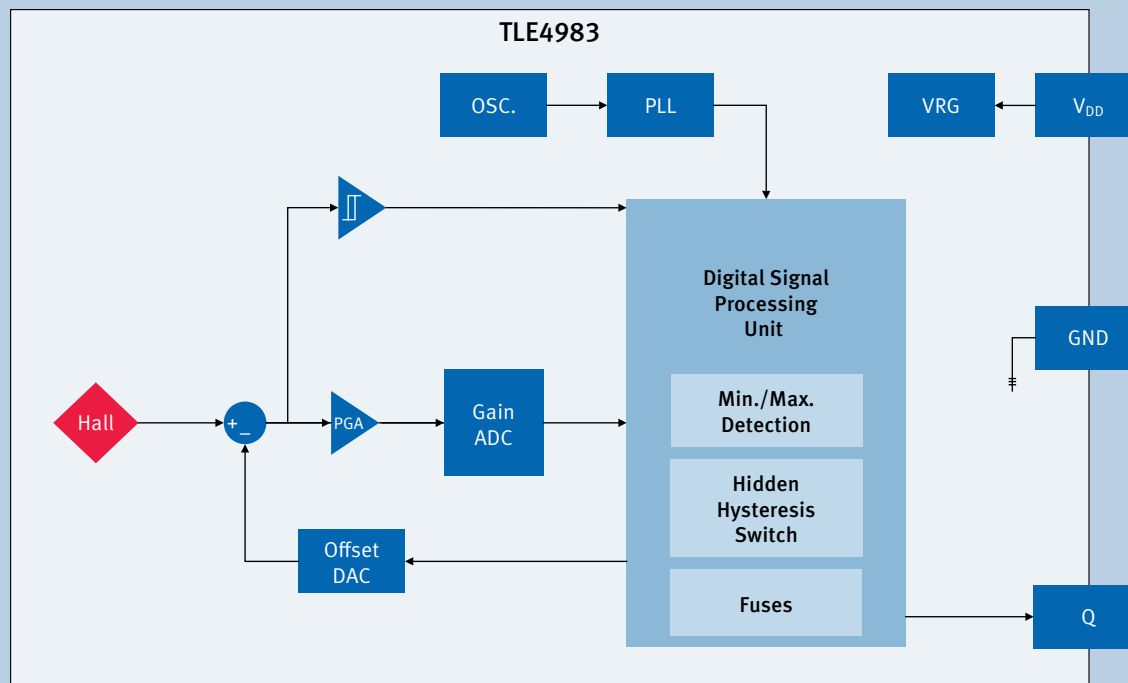 TLE4983
OSC.
PLL
VRG
VDD
Digital Signal
Processing
Unit
GND
Hall
+
−
PGA
Gain
ADC
Min./Max.
Detection
Hidden
Hysteresis
Switch
Offset
DAC
Fuses
Q